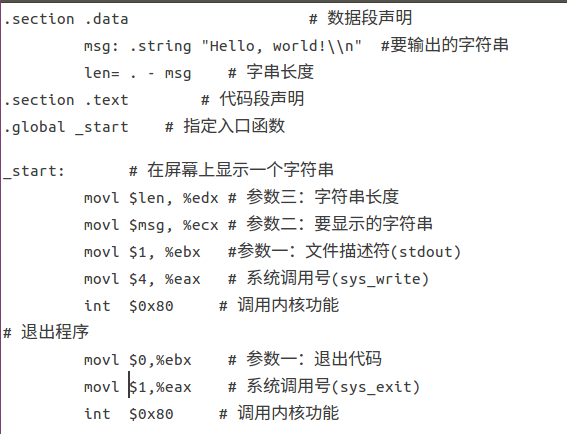 .section .data # 数据段声明
msg: .string "Hello, world!\\n" #要输出的字符串
len= . - msg # 字串长度
.section .text # 代码段声明
.global _start # 指定入口函数
_start: # 在屏幕上显示一个字符串
movl $len, %edx # 参数三：字符串长度
movl $msg, %ecx # 参数二：要显示的字符串
movl $1, %ebx #参数一：文件描述符(stdout)
movl $4, %eax # 系统调用号(sys_write)
int $0x80 # 调用内核功能
# 退出程序
movl $0,%ebx # 参数一：退出代码
movl $1,%eax # 系统调用号(sys_exit)
int $0x80 # 调用内核功能